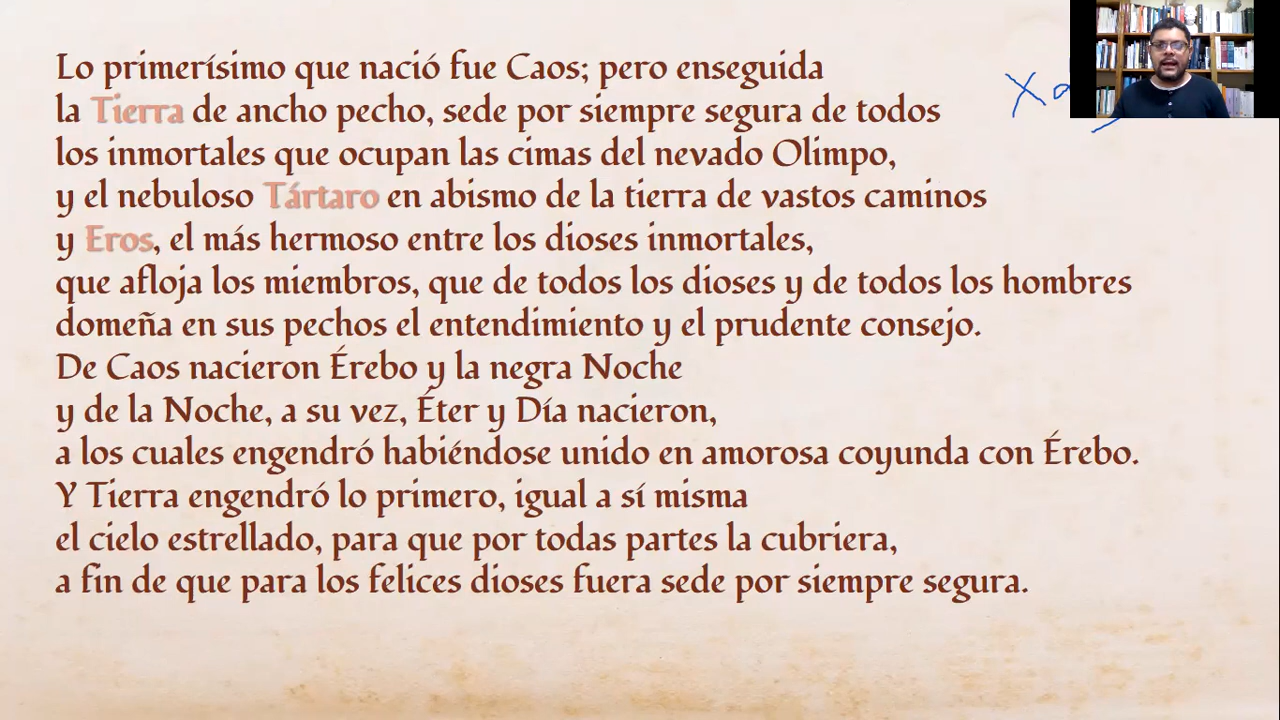 Lo primerísimo que nació fue Caos; pero enseguida
la Tierra de ancho pecho, sede por siempre segura de todos
los inmortales que ocupan las cimas del nevado Olimpo,
y el nebuloso Tártaro en abismo de la tierra de vastos caminos
y Eros, el más hermoso entre los dioses inmortales,
que afloja los miembros, que de todos los dioses y de todos los hombres
domeña en sus pechos el entendimiento y el prudente consejo.
De Caos nacieron Érebo y la negra Noche
y de la Noche, a su vez, Éter y Día nacieron,
a los cuales engendró habiéndose unido en amorosa coyunda con Érebo.
Y Tierra engendró lo primero, igual a sí misma
el cielo estrellado, para que por todas partes la cubriera,
a fin de que para los felices dioses fuera sede por siempre segura.